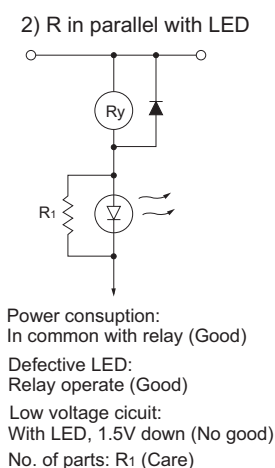 2) R in parallel with LED
Ry
R1
Power consuption:
In common with relay (Good)
Defective LED:
Relay operate (Good)
Low voltage cicuit:
With LED, 1.5V down (No good)
No. of parts: R1 (Care)